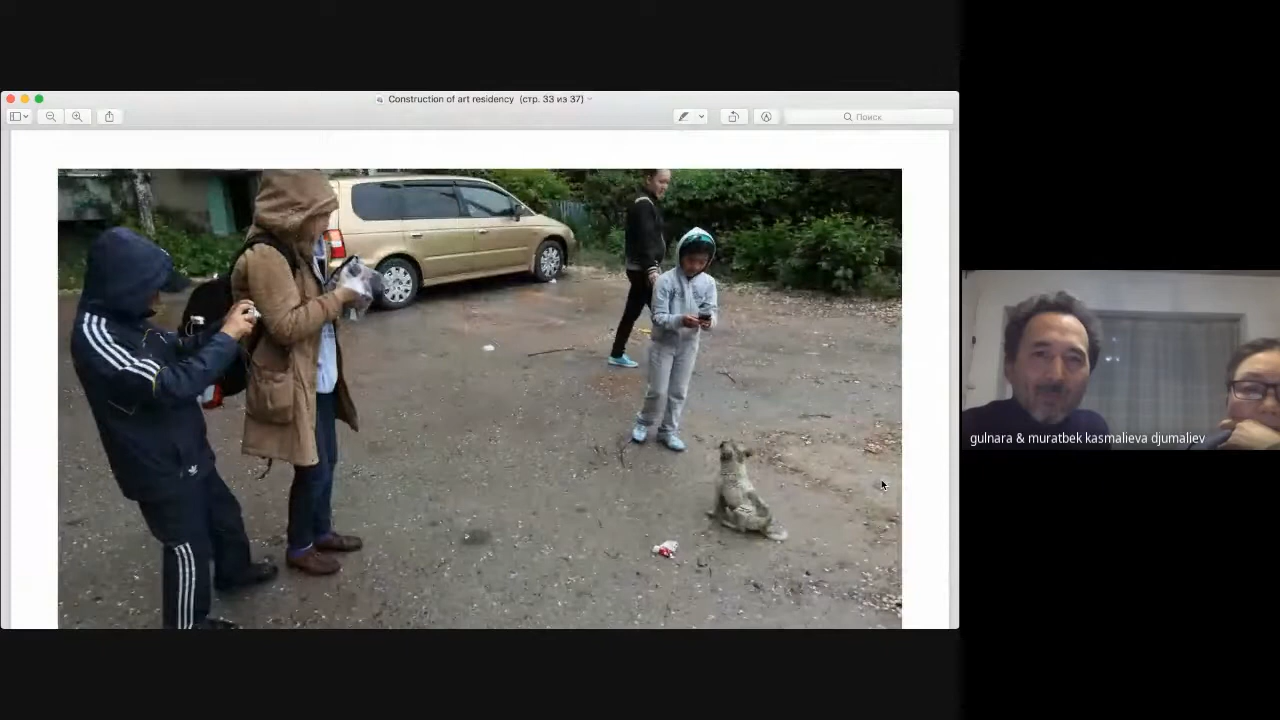 Construction of art residency (стр. 33 из 37)
Поиск
gulnara & muratbek kasmalieva djumaliev